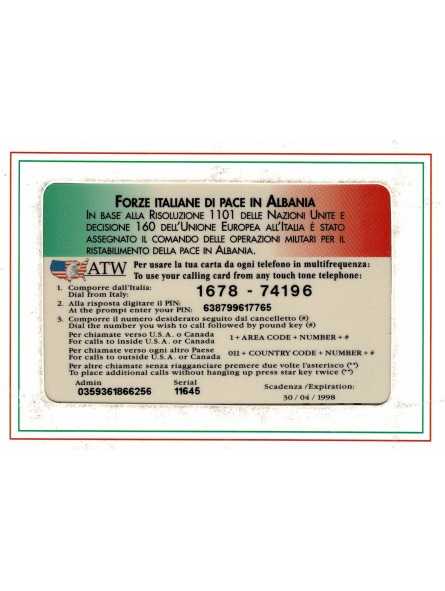 FORZE ITALIANE DI PACE IN ALBANIA
IN BASE ALLA RISOLUZIONE 1101 DELLE NAZIONI UNITE E
DECISIONE 160 DELL'UNIONE EUROPEA ALL'ITALIA È STATO
ASSEGNATO IL COMANDO DELLE OPERAZIONI MILITARI PER IL
RISTABILIMENTO DELLA PACE IN ALBANIA.
ATW
Per usare la tua carta da ogni telefono in multifrequenza:
To use your calling card from any touch tone telephone:
1. Comporre dall'Italia:
Dial from Italy:
1678 - 74196
2. Alla risposta digitare il PIN:
At the prompt enter your PIN:
638799617765
3. Comporre il numero desiderato seguito dal cancelletto (#)
Dial the number you wish to call followed by pound key (#)
Per chiamate verso U.S.A. o Canada
For calls to inside U.S.A. or Canada
1 + AREA CODE + NUMBER + #
Per chiamate verso ogni altro Paese
For calls to outside U.S.A. or Canada
011 + COUNTRY CODE + NUMBER + #
Per altre chiamate senza riagganciare premere due volte l'asterisco (**)
To place additional calls without hanging up press star key twice (**)
Admin
0359361866256
Serial
11645
Scadenza/Expiration:
30 / 04 / 1998